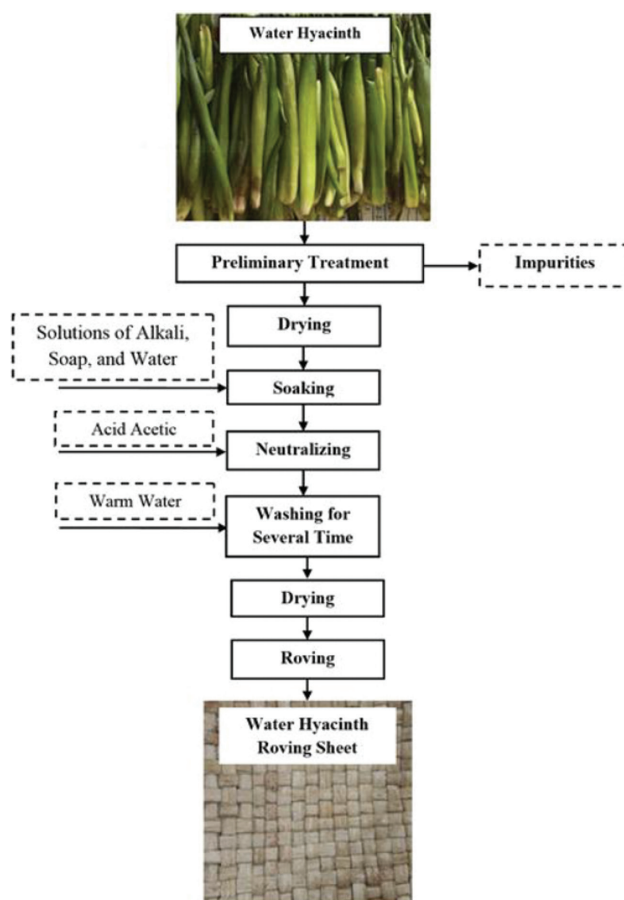 Water Hyacinth
Preliminary Treatment
Impurities
Drying
Solutions of Alkali,
Soap, and Water
Soaking
Acid Acetic
Neutralizing
Warm Water
Washing for
Several Time
Drying
Roving
Water Hyacinth
Roving Sheet